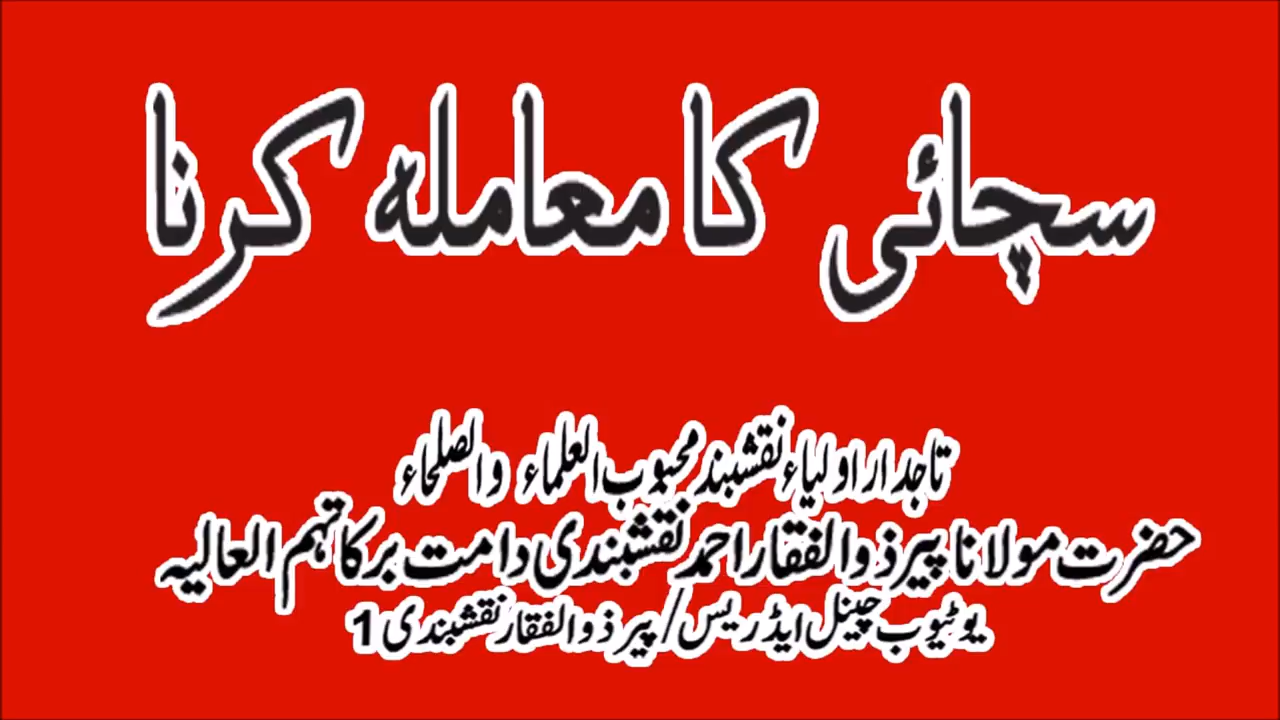 سچائی کا معاملہ کرنا
تاجدار اولیاء نقشبند محبوب العلماء والصلحاء
حضرت مولانا پیر ذوالفقار احمد نقشبندی دامت برکاتہم العالیہ
یوٹیوب چینل ایڈریس/ پیر ذوالفقار نقشبندی 1